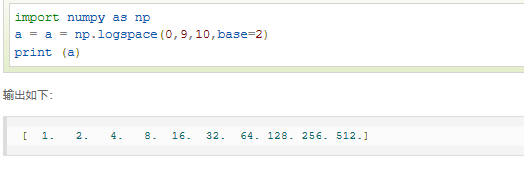 import numpy as np
a = a = np.logspace(0,9,10,base=2)
print (a)
输出如下:
[  1.   2.   4.   8.  16.  32.  64. 128. 256. 512.]